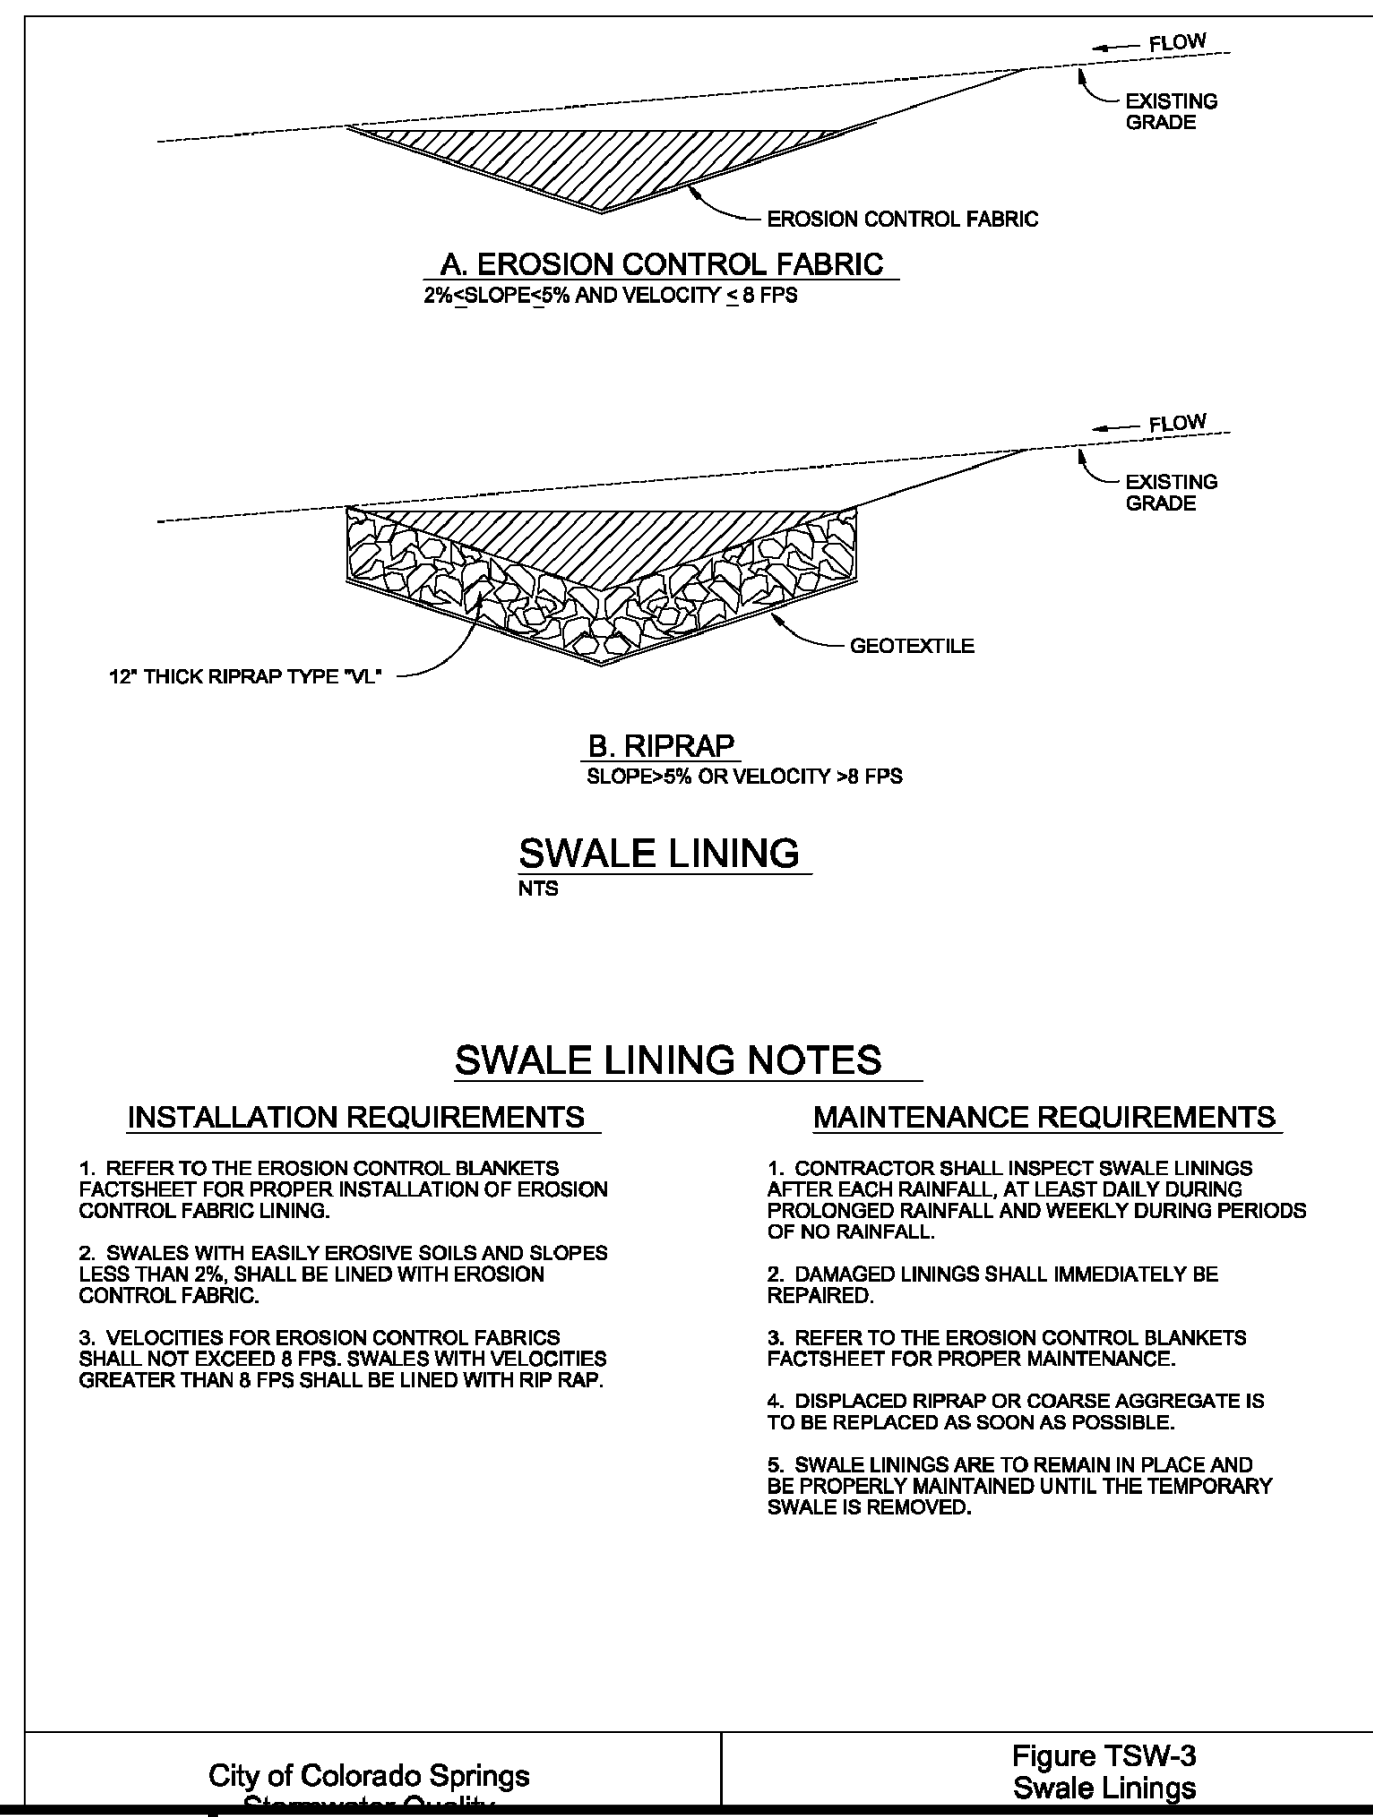 FLOW
EXISTING
GRADE
EROSION CONTROL FABRIC
A. EROSION CONTROL FABRIC
2%≤SLOPE≤5% AND VELOCITY ≤ 8 FPS
FLOW
EXISTING
GRADE
GEOTEXTILE
12" THICK RIPRAP TYPE "VL"
B. RIPRAP
SLOPE>5% OR VELOCITY >8 FPS
SWALE LINING
NTS
SWALE LINING NOTES
INSTALLATION REQUIREMENTS
1. REFER TO THE EROSION CONTROL BLANKETS
FACTSHEET FOR PROPER INSTALLATION OF EROSION
CONTROL FABRIC LINING.
2. SWALES WITH EASILY EROSIVE SOILS AND SLOPES
LESS THAN 2%, SHALL BE LINED WITH EROSION
CONTROL FABRIC.
3. VELOCITIES FOR EROSION CONTROL FABRICS
SHALL NOT EXCEED 8 FPS. SWALES WITH VELOCITIES
GREATER THAN 8 FPS SHALL BE LINED WITH RIP RAP.
MAINTENANCE REQUIREMENTS
1. CONTRACTOR SHALL INSPECT SWALE LININGS
AFTER EACH RAINFALL, AT LEAST DAILY DURING
PROLONGED RAINFALL AND WEEKLY DURING PERIODS
OF NO RAINFALL.
2. DAMAGED LININGS SHALL IMMEDIATELY BE
REPAIRED.
3. REFER TO THE EROSION CONTROL BLANKETS
FACTSHEET FOR PROPER MAINTENANCE.
4. DISPLACED RIPRAP OR COARSE AGGREGATE IS
TO BE REPLACED AS SOON AS POSSIBLE.
5. SWALE LININGS ARE TO REMAIN IN PLACE AND
BE PROPERLY MAINTAINED UNTIL THE TEMPORARY
SWALE IS REMOVED.
City of Colorado Springs
Stormwater Quality
Figure TSW-3
Swale Linings